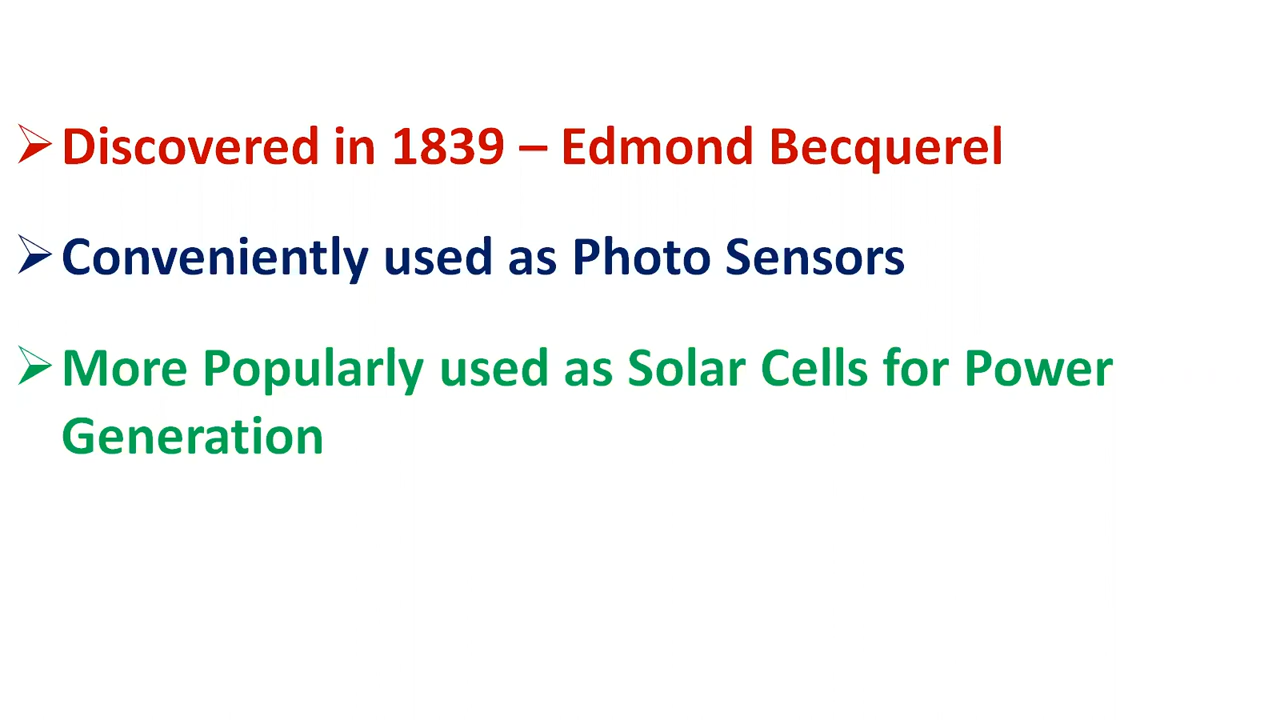 ➢Discovered in 1839 – Edmond Becquerel
➢Conveniently used as Photo Sensors
➢More Popularly used as Solar Cells for Power
Generation